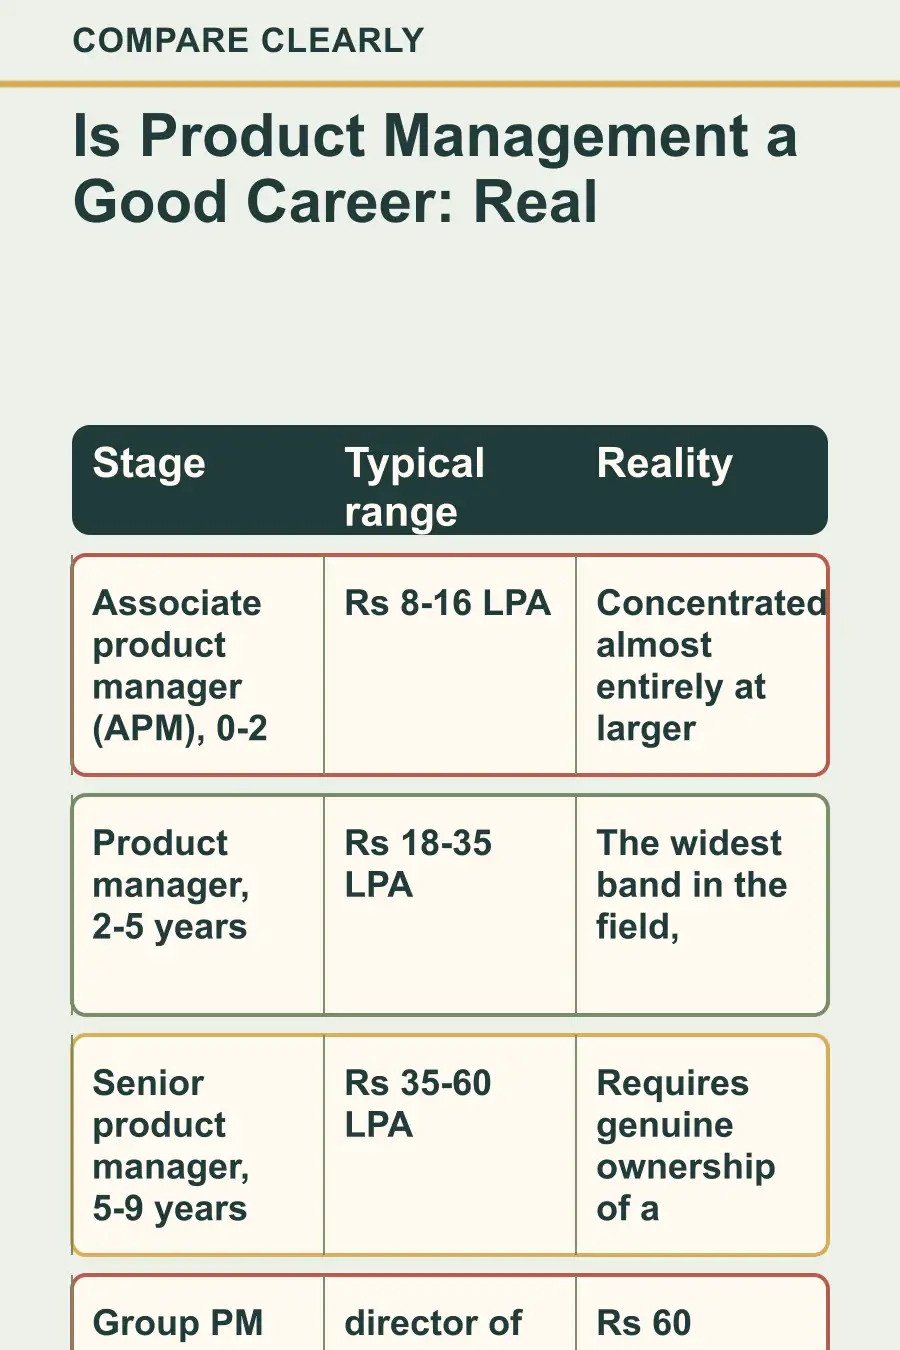 COMPARE CLEARLY
Is Product Management a
Good Career: Real
Stage
Typical
range
Reality
Associate
product
manager
(APM), 0-2
Rs 8-16 LPA
Concentrated
almost
entirely at
larger
Product
manager,
2-5 years
Rs 18-35
LPA
The widest
band in the
field,
Senior
product
manager,
5-9 years
Rs 35-60
LPA
Requires
genuine
ownership
of a
Group PM
director of
Rs 60